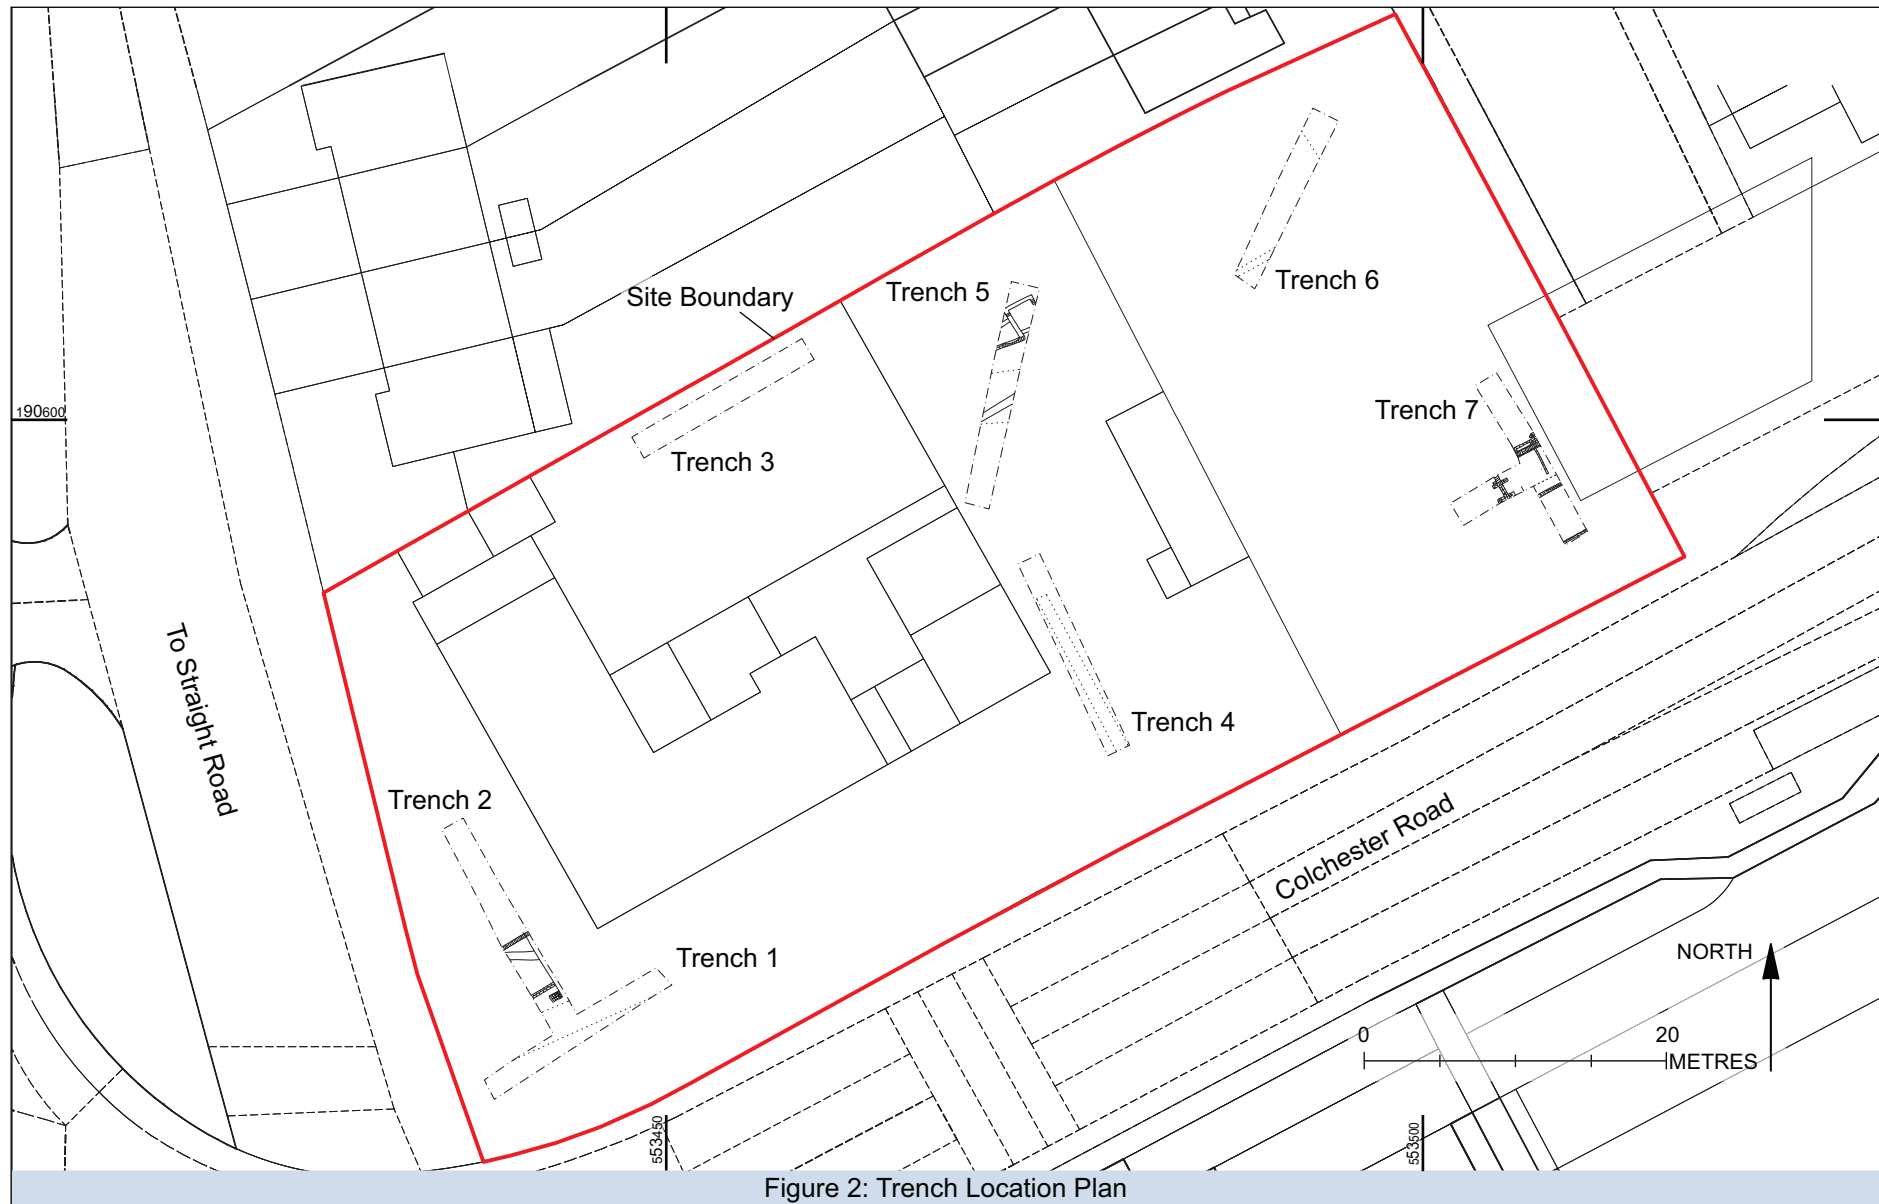 Site Boundary
Trench 5
Trench 6
190600
Trench 3
Trench 7
To Straight Road
Trench 4
Trench 2
Colchester Road
Trench 1
NORTH
0 20
METRES
553450
553500
Figure 2: Trench Location Plan